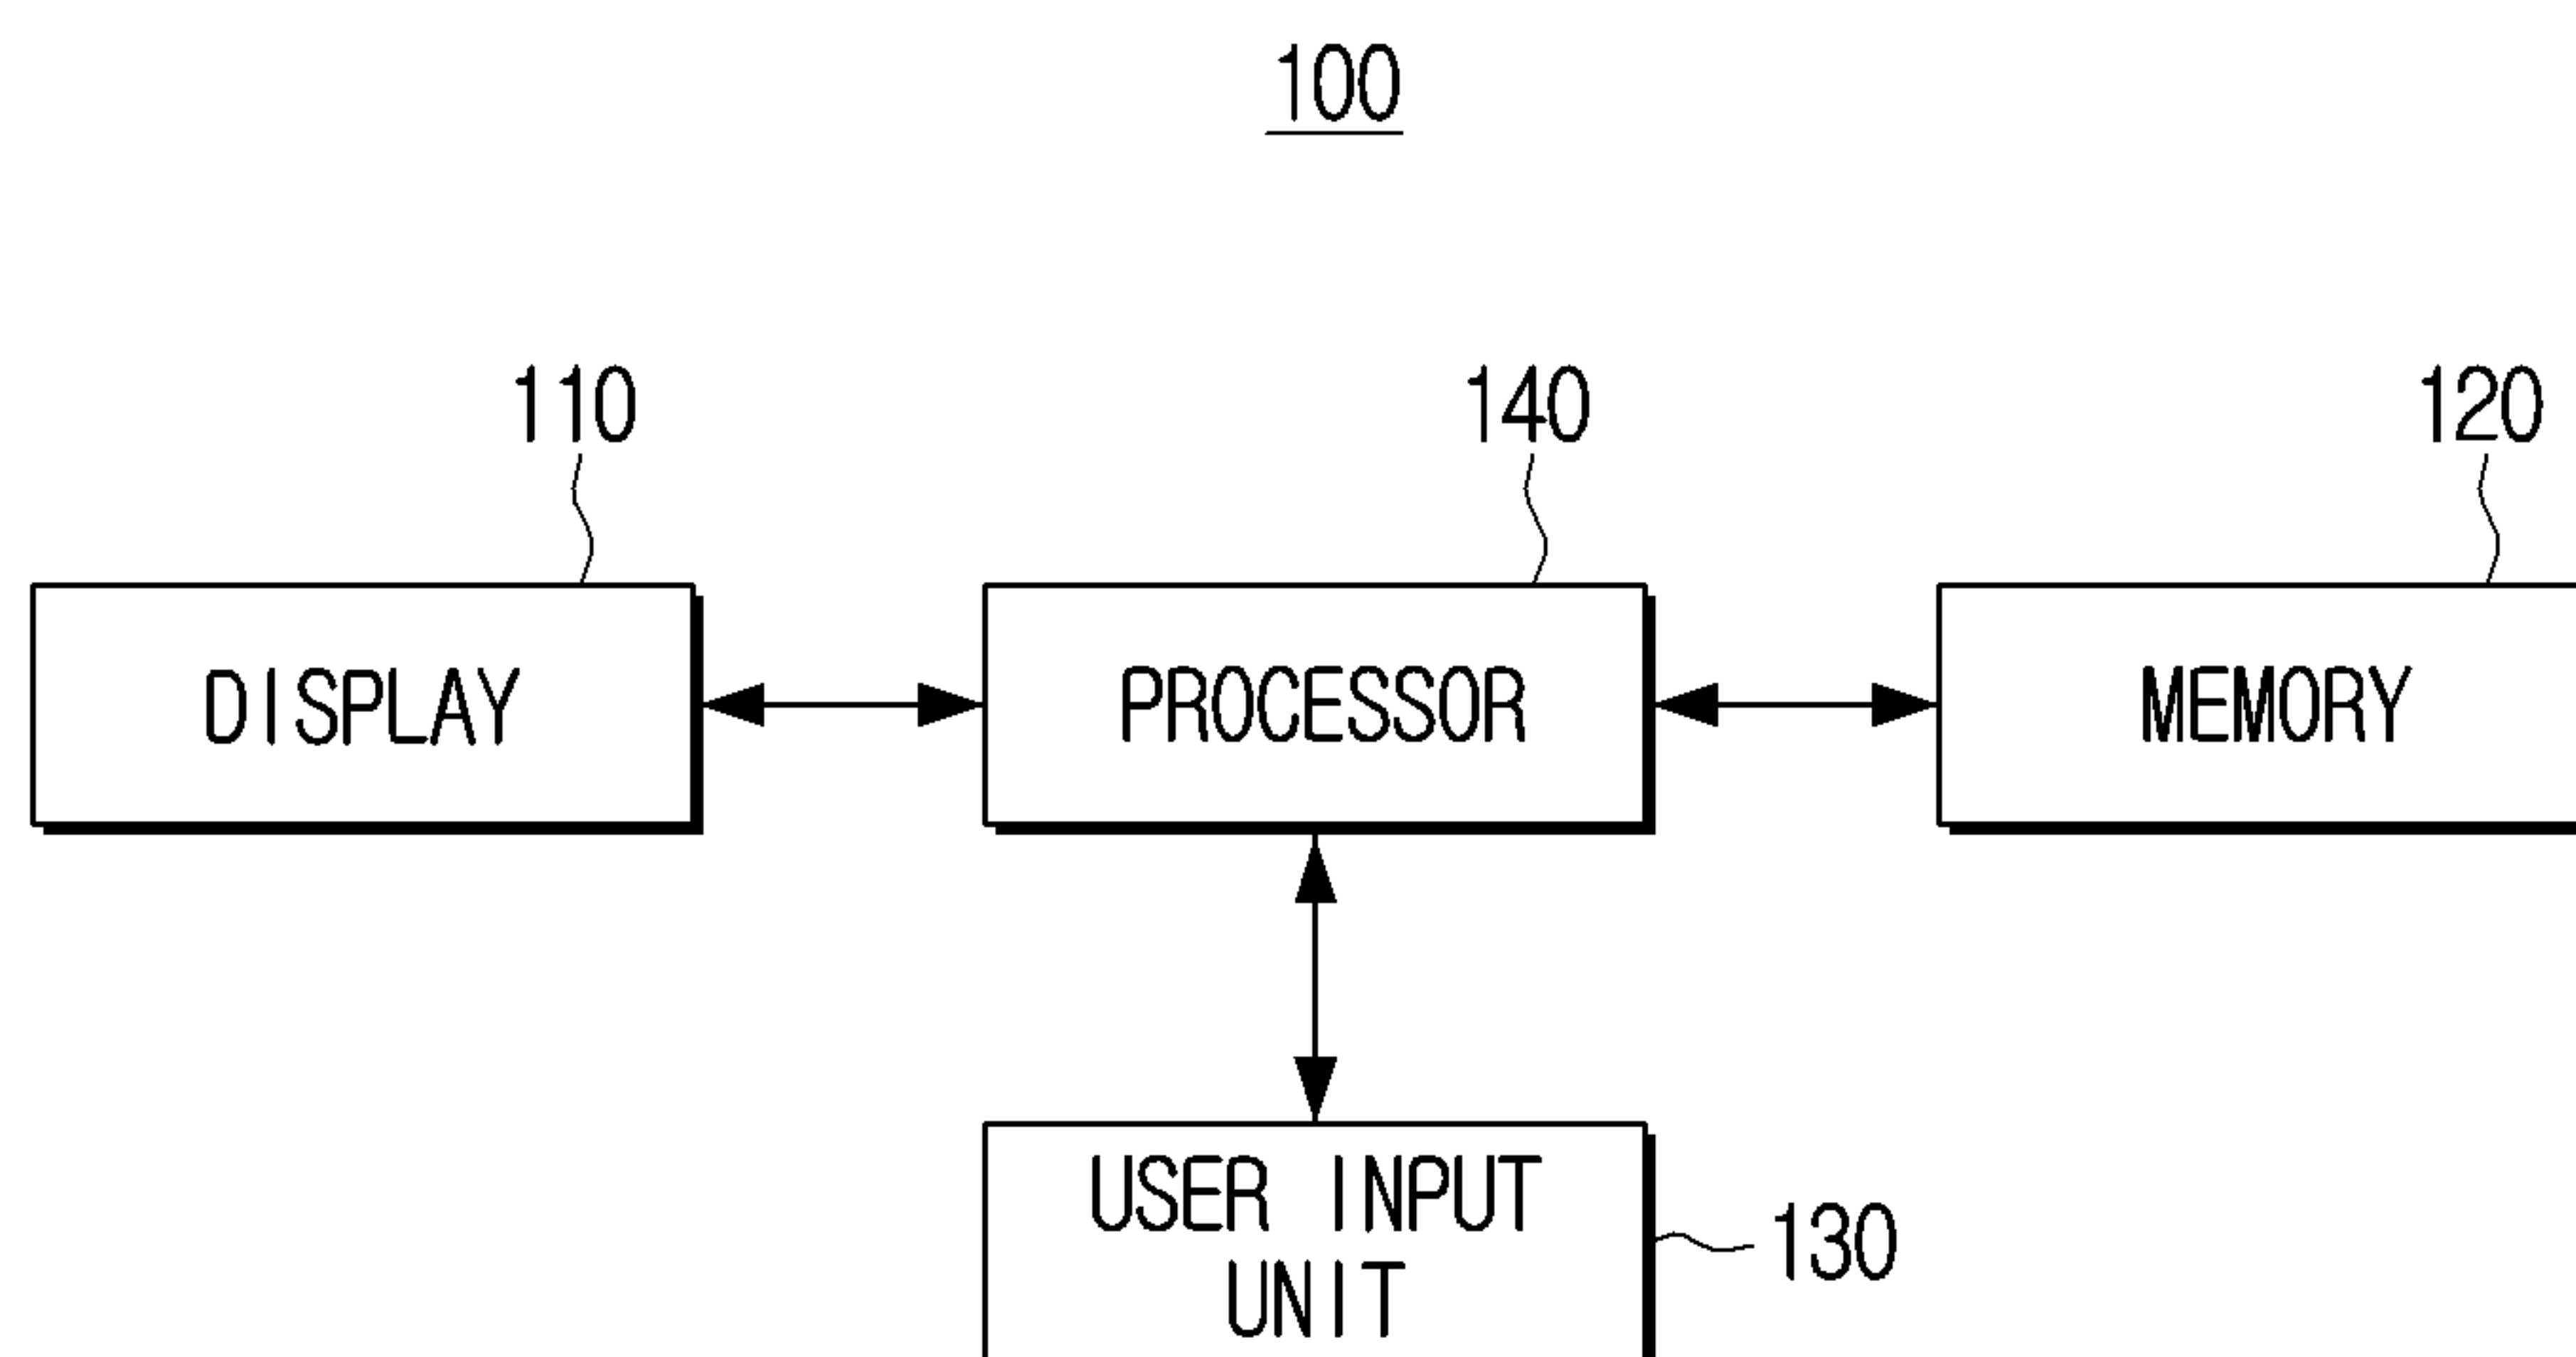 100
110
140
120
DISPLAY
PROCESSOR
MEMORY
USER INPUT
UNIT
130